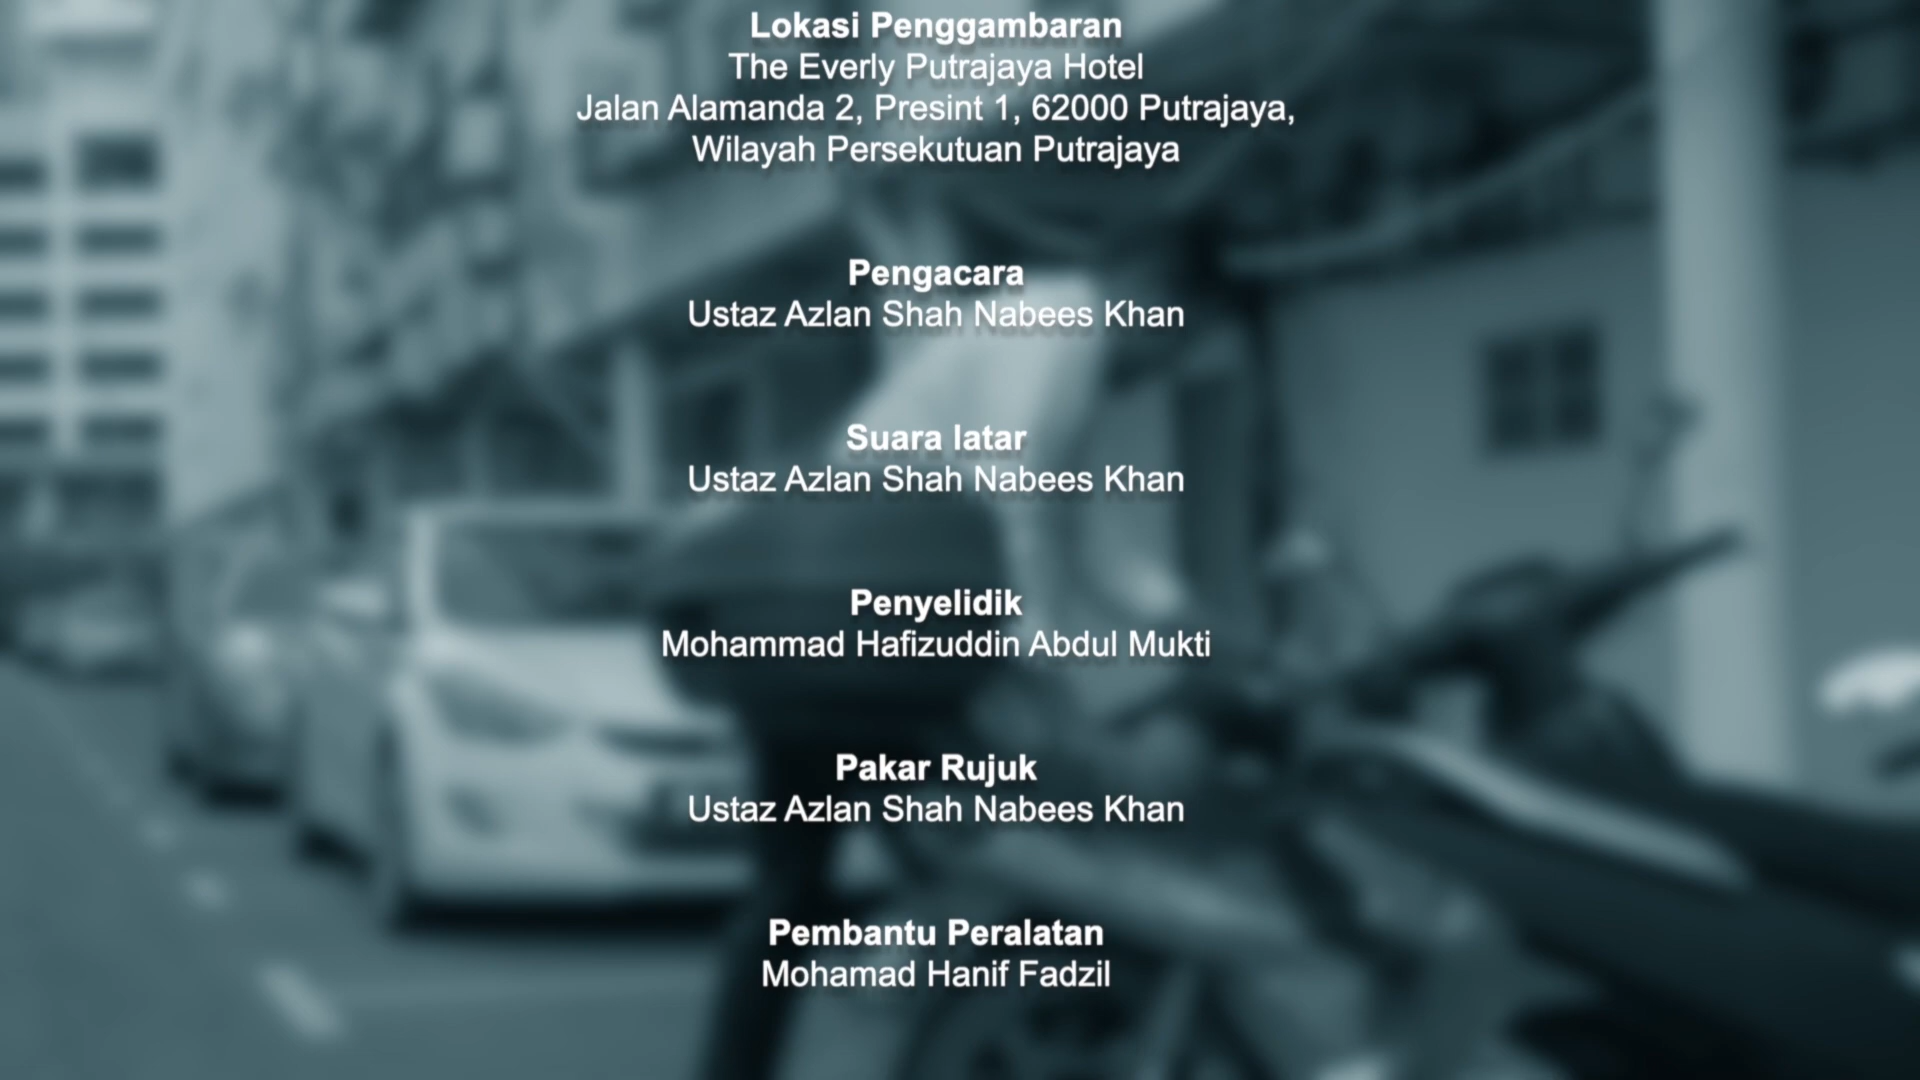 Lokasi Penggambaran
The Everly Putrajaya Hotel
Jalan Alamanda 2, Presint 1, 62000 Putrajaya,
Wilayah Persekutuan Putrajaya
Pengacara
Ustaz Azlan Shah Nabees Khan
Suara latar
Ustaz Azlan Shah Nabees Khan
Penyelidik
Mohammad Hafizuddin Abdul Mukti
Pakar Rujuk
Ustaz Azlan Shah Nabees Khan
Pembantu Peralatan
Mohamad Hanif Fadzil